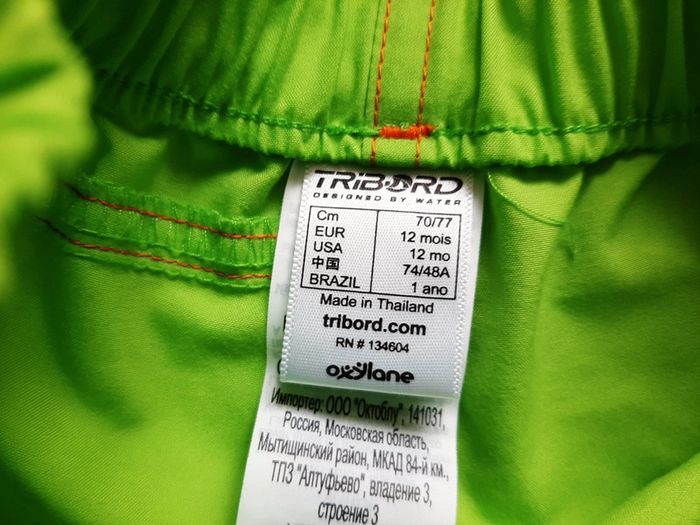 TRIBORD
DESIGNED BY WATER
Cm 70/77
EUR 12 mois
USA 12 mo
中国 74/48A
BRAZIL 1 ano
Made in Thailand
tribord.com
RN # 134604
oxylane
Импортер: ООО "Октоблу", 141031,
Россия, Московская область,
Мытищинский район, МКАД 84-й км.,
ТПЗ "Алтуфьево", владение 3,
строение 3